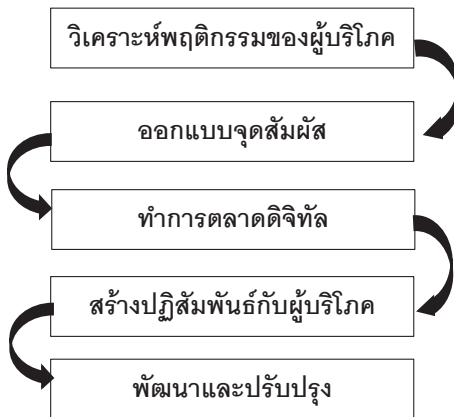 วิเคราะห์พฤติกรรมของผู้บริโภค
ออกแบบจุดสัมผัส
ทำการตลาดดิจิทัล
สร้างปฏิสัมพันธ์กับผู้บริโภค
พัฒนาและปรับปรุง